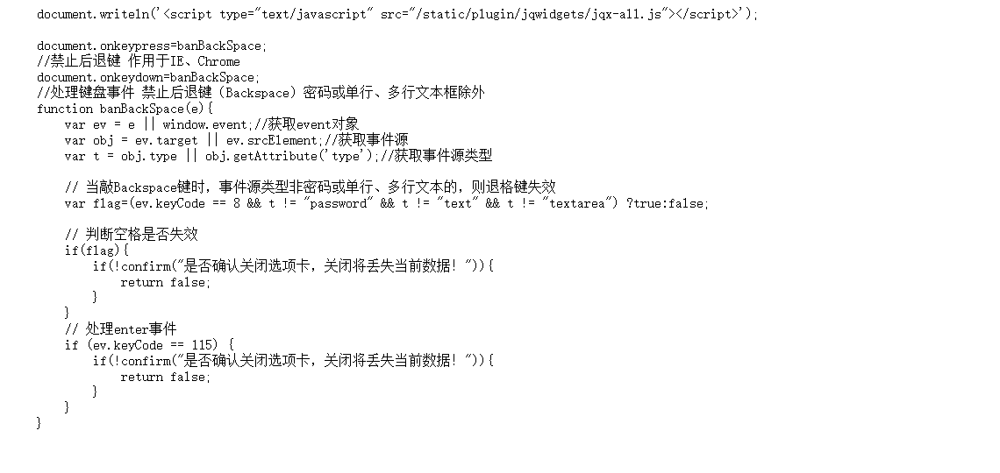 document.writeln('<script type="text/javascript" src="/static/plugin/jqwidgets/jqx-all.js"></script>');
document.onkeypress=banBackSpace;
//禁止后退键 作用于IE、Chrome
document.onkeydown=banBackSpace;
//处理键盘事件 禁止后退键（Backspace）密码或单行、多行文本框除外
function banBackSpace(e){
    var ev = e || window.event;//获取event对象
    var obj = ev.target || ev.srcElement;//获取事件源
    var t = obj.type || obj.getAttribute('type');//获取事件源类型
    // 当敲Backspace键时，事件源类型非密码或单行、多行文本的，则退格键失效
    var flag=(ev.keyCode == 8 && t != "password" && t != "text" && t != "textarea") ?true:false;
    // 判断空格是否失效
    if(flag){
        if(!confirm("是否确认关闭选项卡，关闭将丢失当前数据！")){
            return false;
        }
    }
    // 处理enter事件
    if (ev.keyCode == 115) {
        if(!confirm("是否确认关闭选项卡，关闭将丢失当前数据！")){
            return false;
        }
    }
}